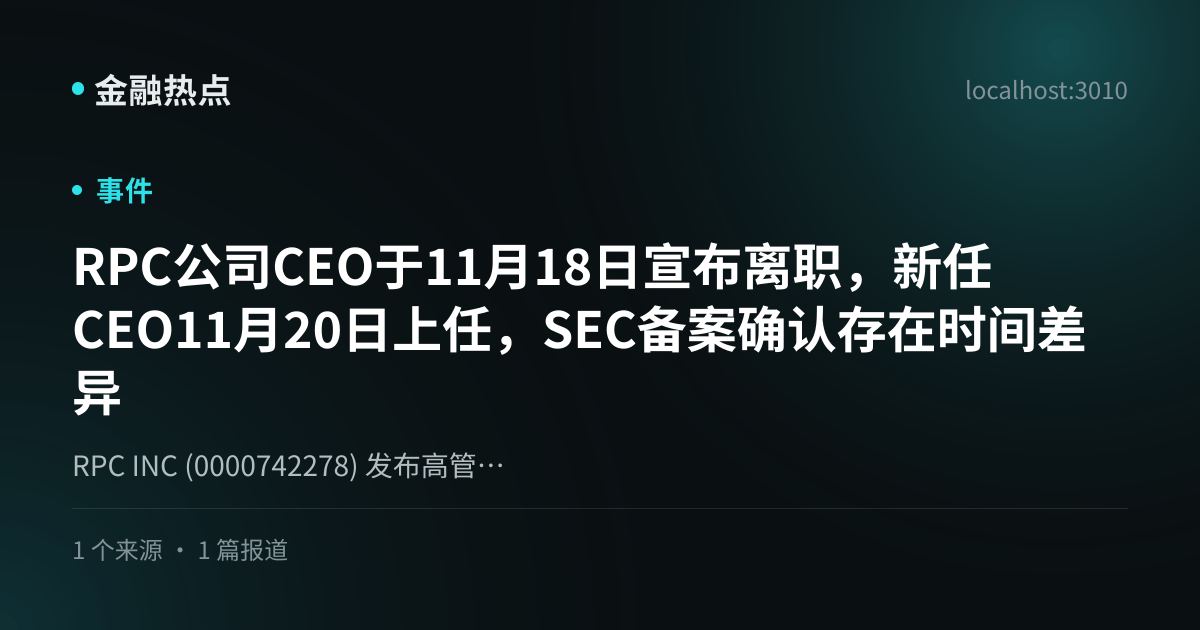 金融热点
localhost:3010
事件
RPC公司CEO于11月18日宣布离职，新任
CEO11月20日上任，SEC备案确认存在时间差
异
RPC INC (0000742278) 发布高管…
1 个来源 · 1 篇报道